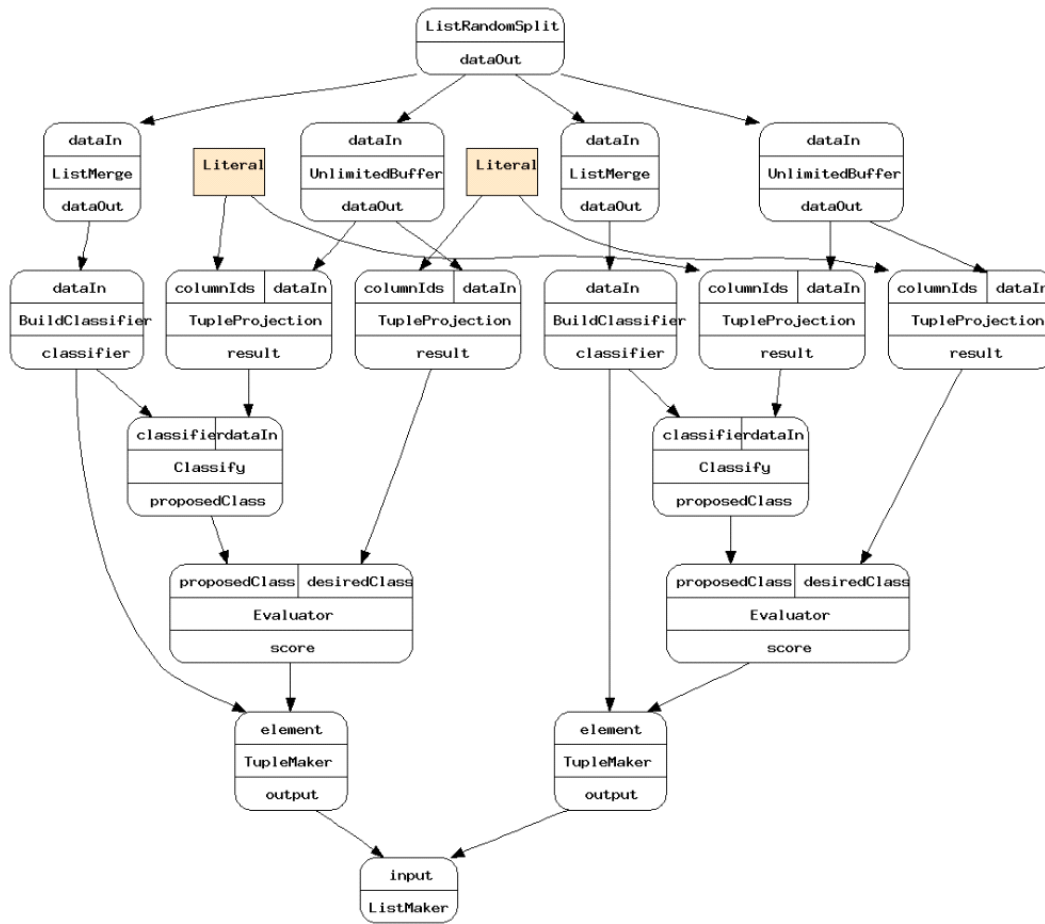 ListRandomSplit
dataOut
dataIn
ListMerge
dataOut
Literal
dataIn
UnlimitedBuffer
dataOut
Literal
dataIn
ListMerge
dataOut
dataIn
UnlimitedBuffer
dataOut
dataIn
BuildClassifier
classifier
columnIds dataIn
TupleProjection
result
columnIds dataIn
TupleProjection
result
dataIn
BuildClassifier
classifier
columnIds dataIn
TupleProjection
result
columnIds dataIn
TupleProjection
result
classifier dataIn
Classify
proposedClass
classifier dataIn
Classify
proposedClass
proposedClass desiredClass
Evaluator
score
proposedClass desiredClass
Evaluator
score
element
TupleMaker
output
element
TupleMaker
output
input
ListMaker